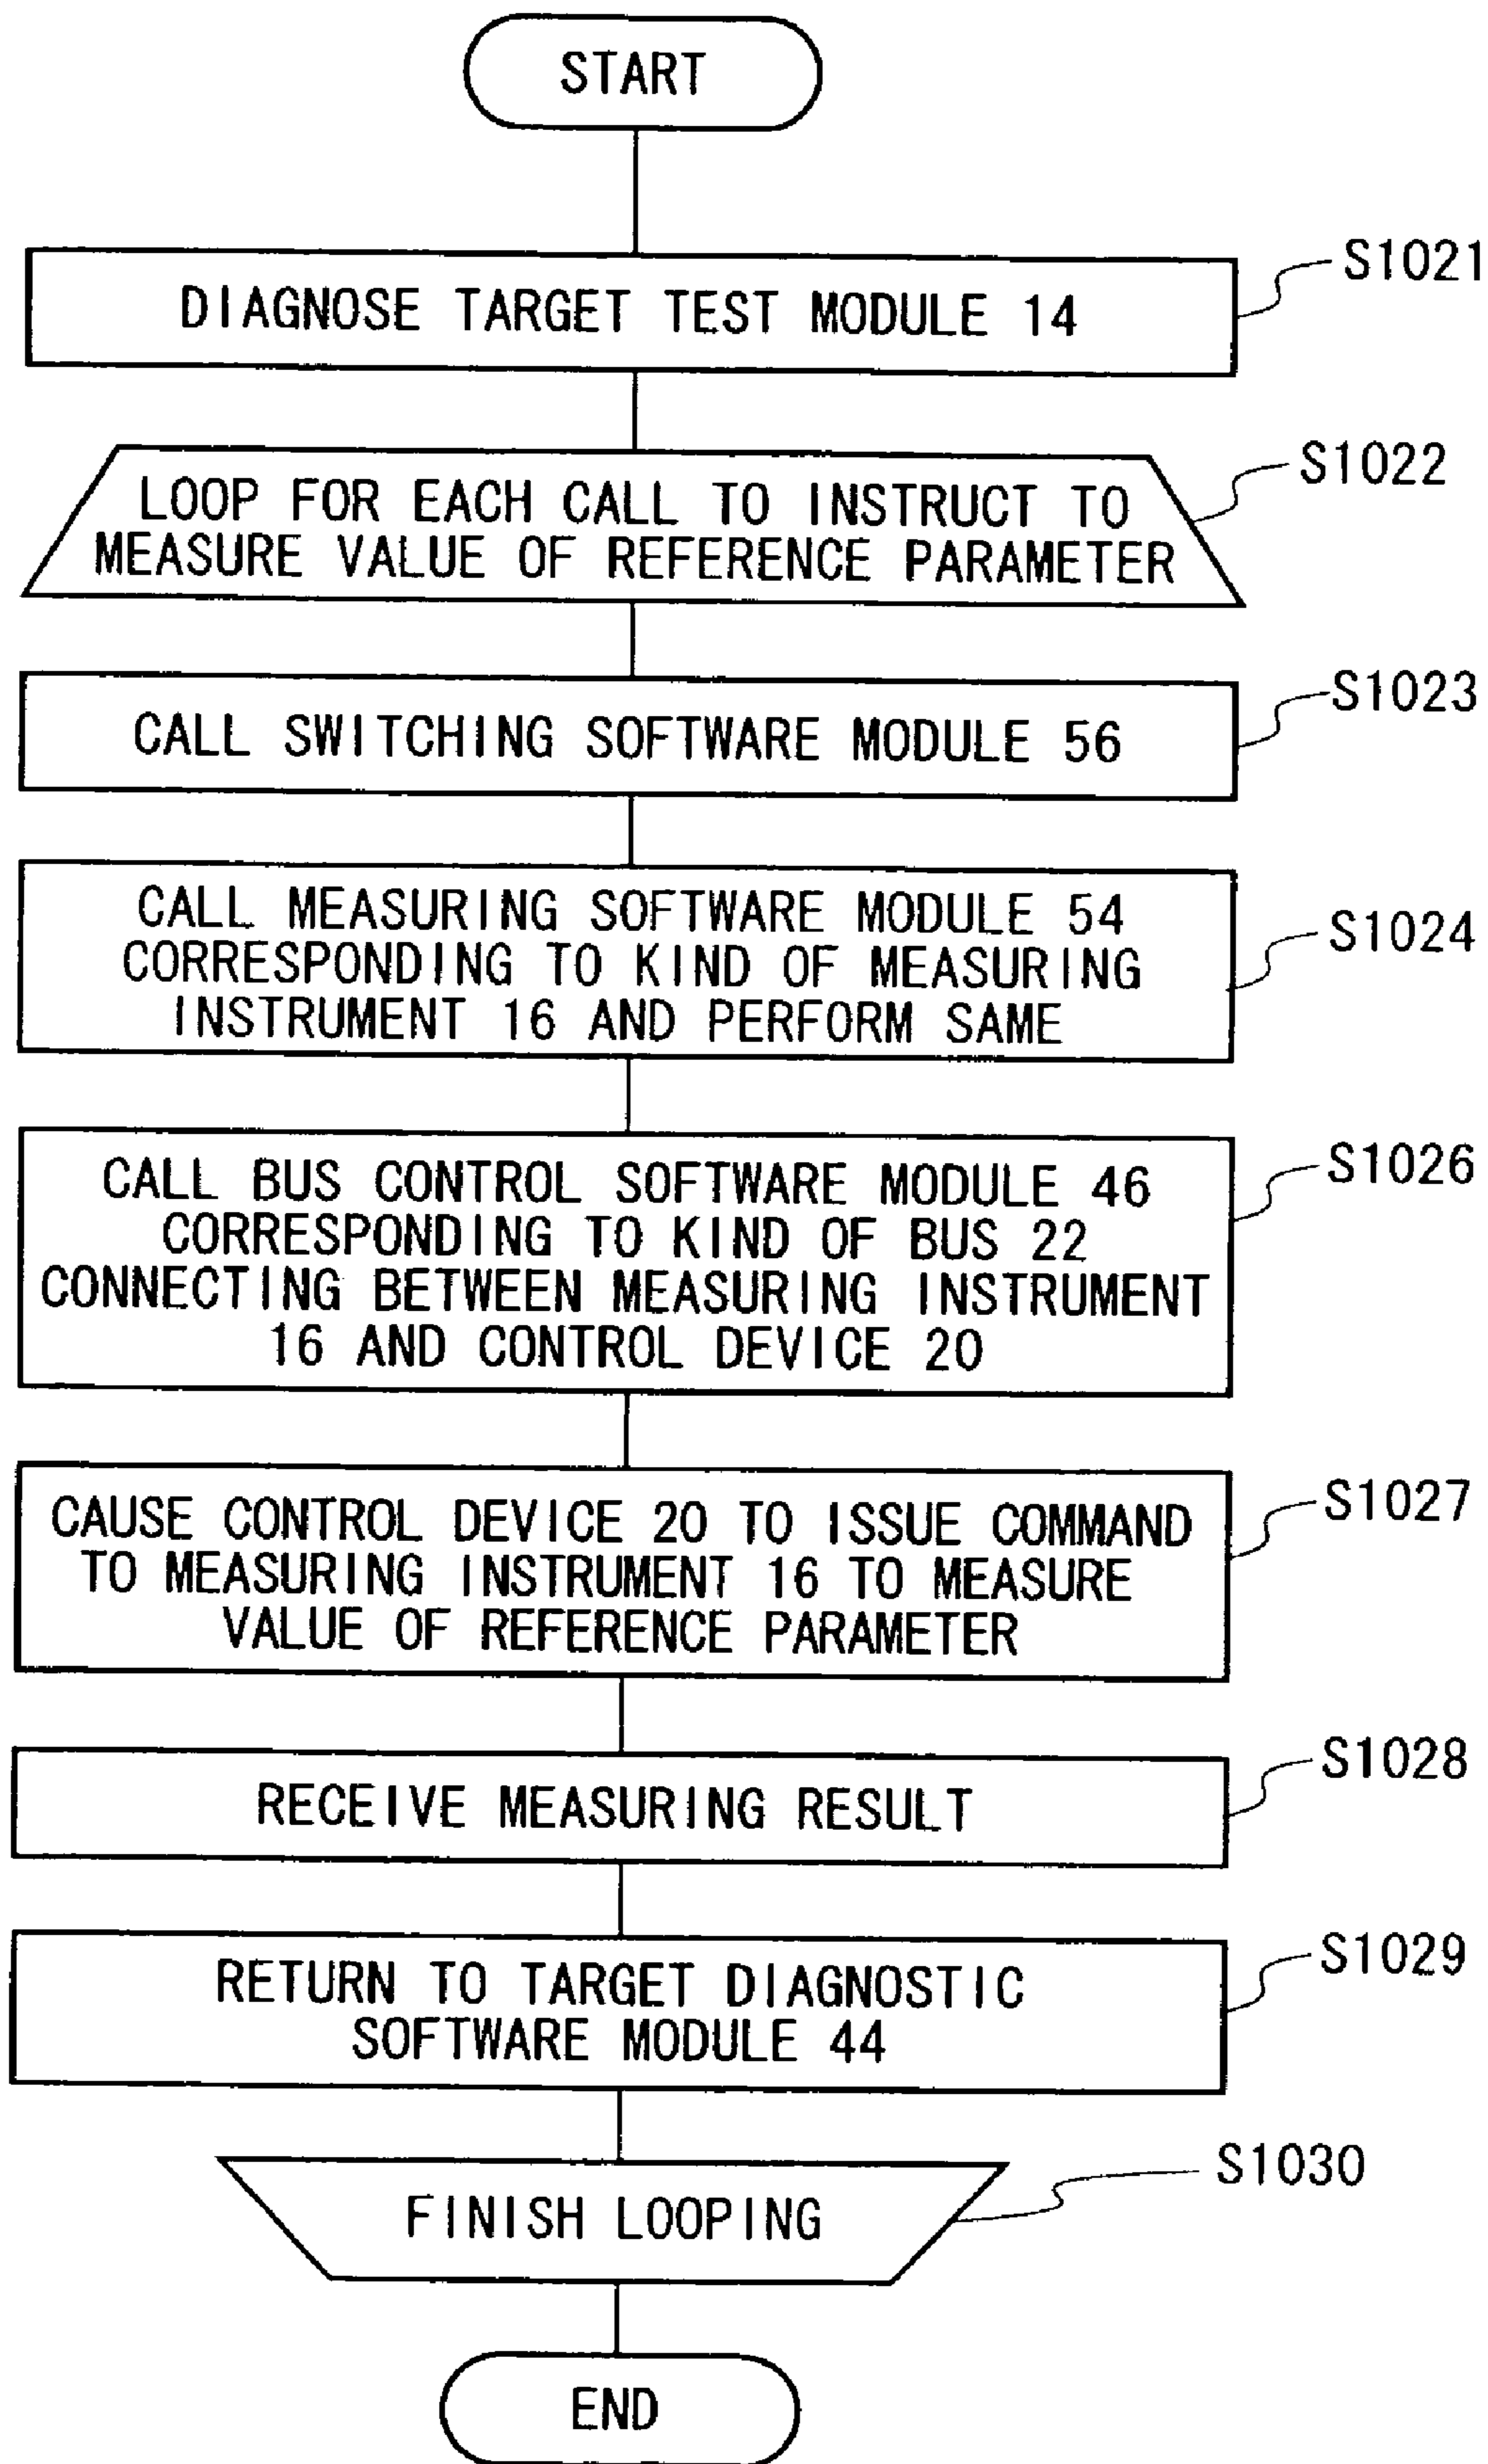 START
S1021
DIAGNOSE TARGET TEST MODULE 14
S1022
LOOP FOR EACH CALL TO INSTRUCT TO
MEASURE VALUE OF REFERENCE PARAMETER
S1023
CALL SWITCHING SOFTWARE MODULE 56
CALL MEASURING SOFTWARE MODULE 54
S1024
CORRESPONDING TO KIND OF MEASURING
INSTRUMENT 16 AND PERFORM SAME
S1026
CALL BUS CONTROL SOFTWARE MODULE 46
CORRESPONDING TO KIND OF BUS 22
CONNECTING BETWEEN MEASURING INSTRUMENT
16 AND CONTROL DEVICE 20
S1027
CAUSE CONTROL DEVICE 20 TO ISSUE COMMAND
TO MEASURING INSTRUMENT 16 TO MEASURE
VALUE OF REFERENCE PARAMETER
S1028
RECEIVE MEASURING RESULT
S1029
RETURN TO TARGET DIAGNOSTIC
SOFTWARE MODULE 44
S1030
FINISH LOOPING
END